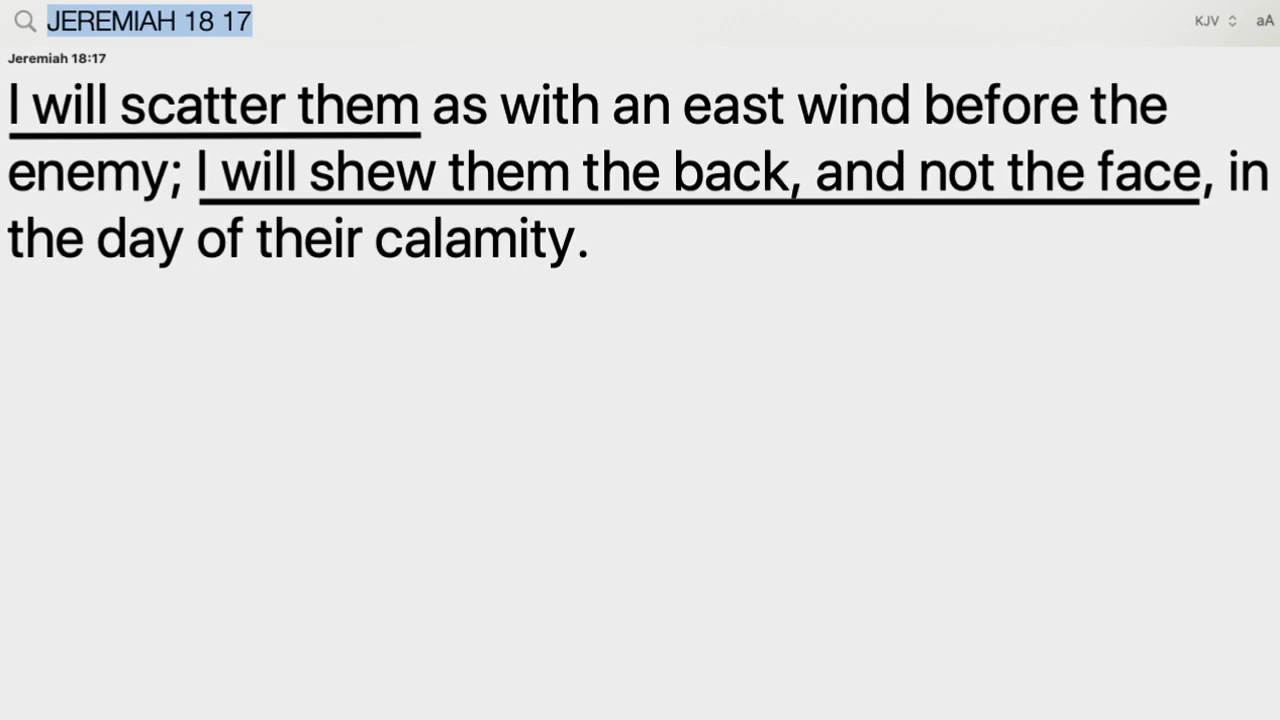 JEREMIAH 18 17
KJV
aA
Jeremiah 18:17
I will scatter them as with an east wind before the
enemy; I will shew them the back, and not the face, in
the day of their calamity.